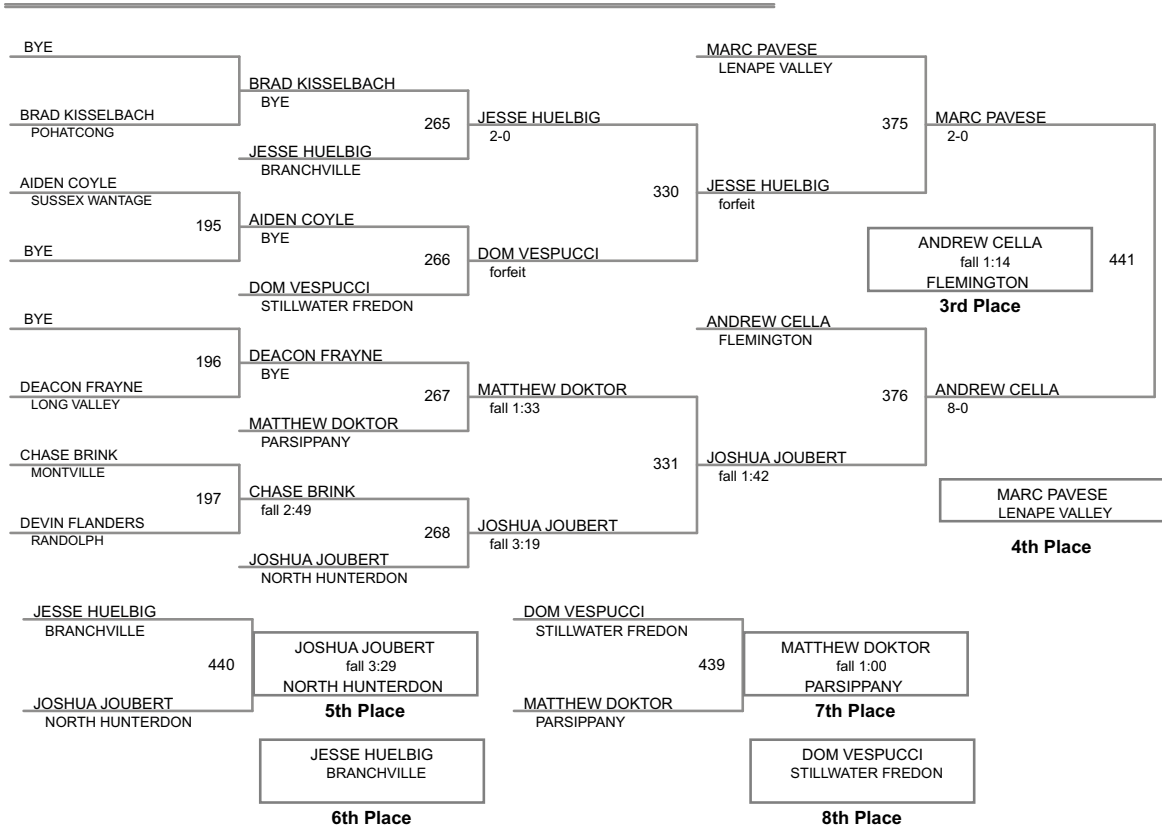 BYE
BRAD KISSELBACH
POHATCONG
AIDEN COYLE
SUSSEX WANTAGE
195
BYE
BYE
196
DEACON FRAYNE
LONG VALLEY
CHASE BRINK
MONTVILLE
197
DEVIN FLANDERS
RANDOLPH
BRAD KISSELBACH
BYE
265
JESSE HUELBIG
BRANCHVILLE
AIDEN COYLE
BYE
266
DOM VESPUCCI
STILLWATER FREDON
DEACON FRAYNE
BYE
267
MATTHEW DOKTOR
PARSIPPANY
CHASE BRINK
fall 2:49
268
JOSHUA JOUBERT
NORTH HUNTERDON
JESSE HUELBIG
2-0
330
DOM VESPUCCI
forfeit
MATTHEW DOKTOR
fall 1:33
331
JOSHUA JOUBERT
fall 3:19
MARC PAVESE
LENAPE VALLEY
375
JESSE HUELBIG
forfeit
ANDREW CELLA
FLEMINGTON
376
JOSHUA JOUBERT
fall 1:42
MARC PAVESE
2-0
ANDREW CELLA
fall 1:14
FLEMINGTON
441
3rd Place
ANDREW CELLA
8-0
MARC PAVESE
LENAPE VALLEY
4th Place
JESSE HUELBIG
BRANCHVILLE
440
JOSHUA JOUBERT
NORTH HUNTERDON
JOSHUA JOUBERT
fall 3:29
NORTH HUNTERDON
5th Place
JESSE HUELBIG
BRANCHVILLE
6th Place
DOM VESPUCCI
STILLWATER FREDON
439
MATTHEW DOKTOR
PARSIPPANY
MATTHEW DOKTOR
fall 1:00
PARSIPPANY
7th Place
DOM VESPUCCI
STILLWATER FREDON
8th Place